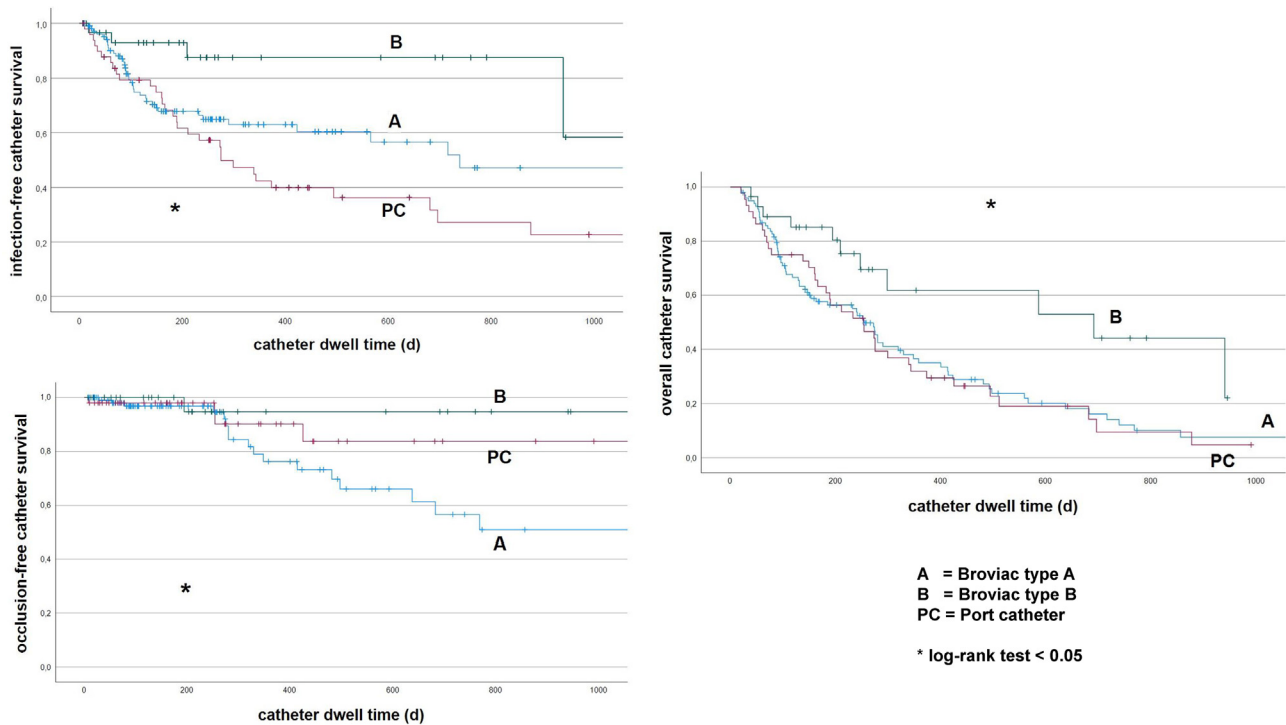 infection-free catheter survival
1,0
0,8
0,6
0,4
0,2
0,0
B
A
PC
*
0 200 400 600 800 1000
catheter dwell time (d)
occlusion-free catheter survival
1,0
0,8
0,6
0,4
0,2
0,0
B
PC
A
*
0 200 400 600 800 1000
catheter dwell time (d)
overall catheter survival
1,0
0,8
0,6
0,4
0,2
0,0
*
B
A
PC
0 200 400 600 800 1000
catheter dwell time (d)
A = Broviac type A
B = Broviac type B
PC = Port catheter
* log-rank test < 0.05